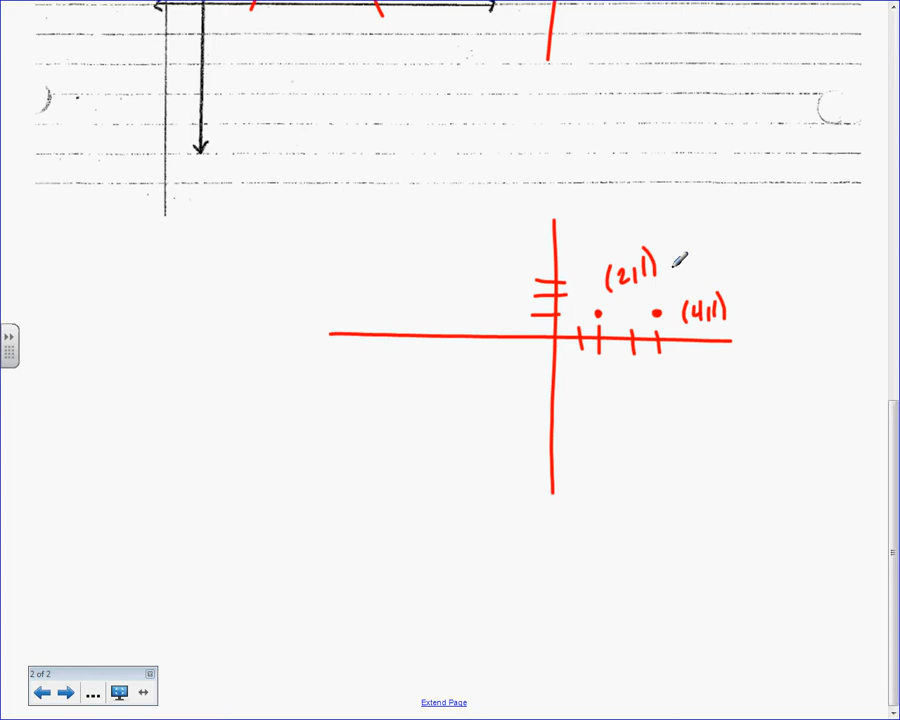 (2,1)
(4,1)
2 of 2
...
Extend Page